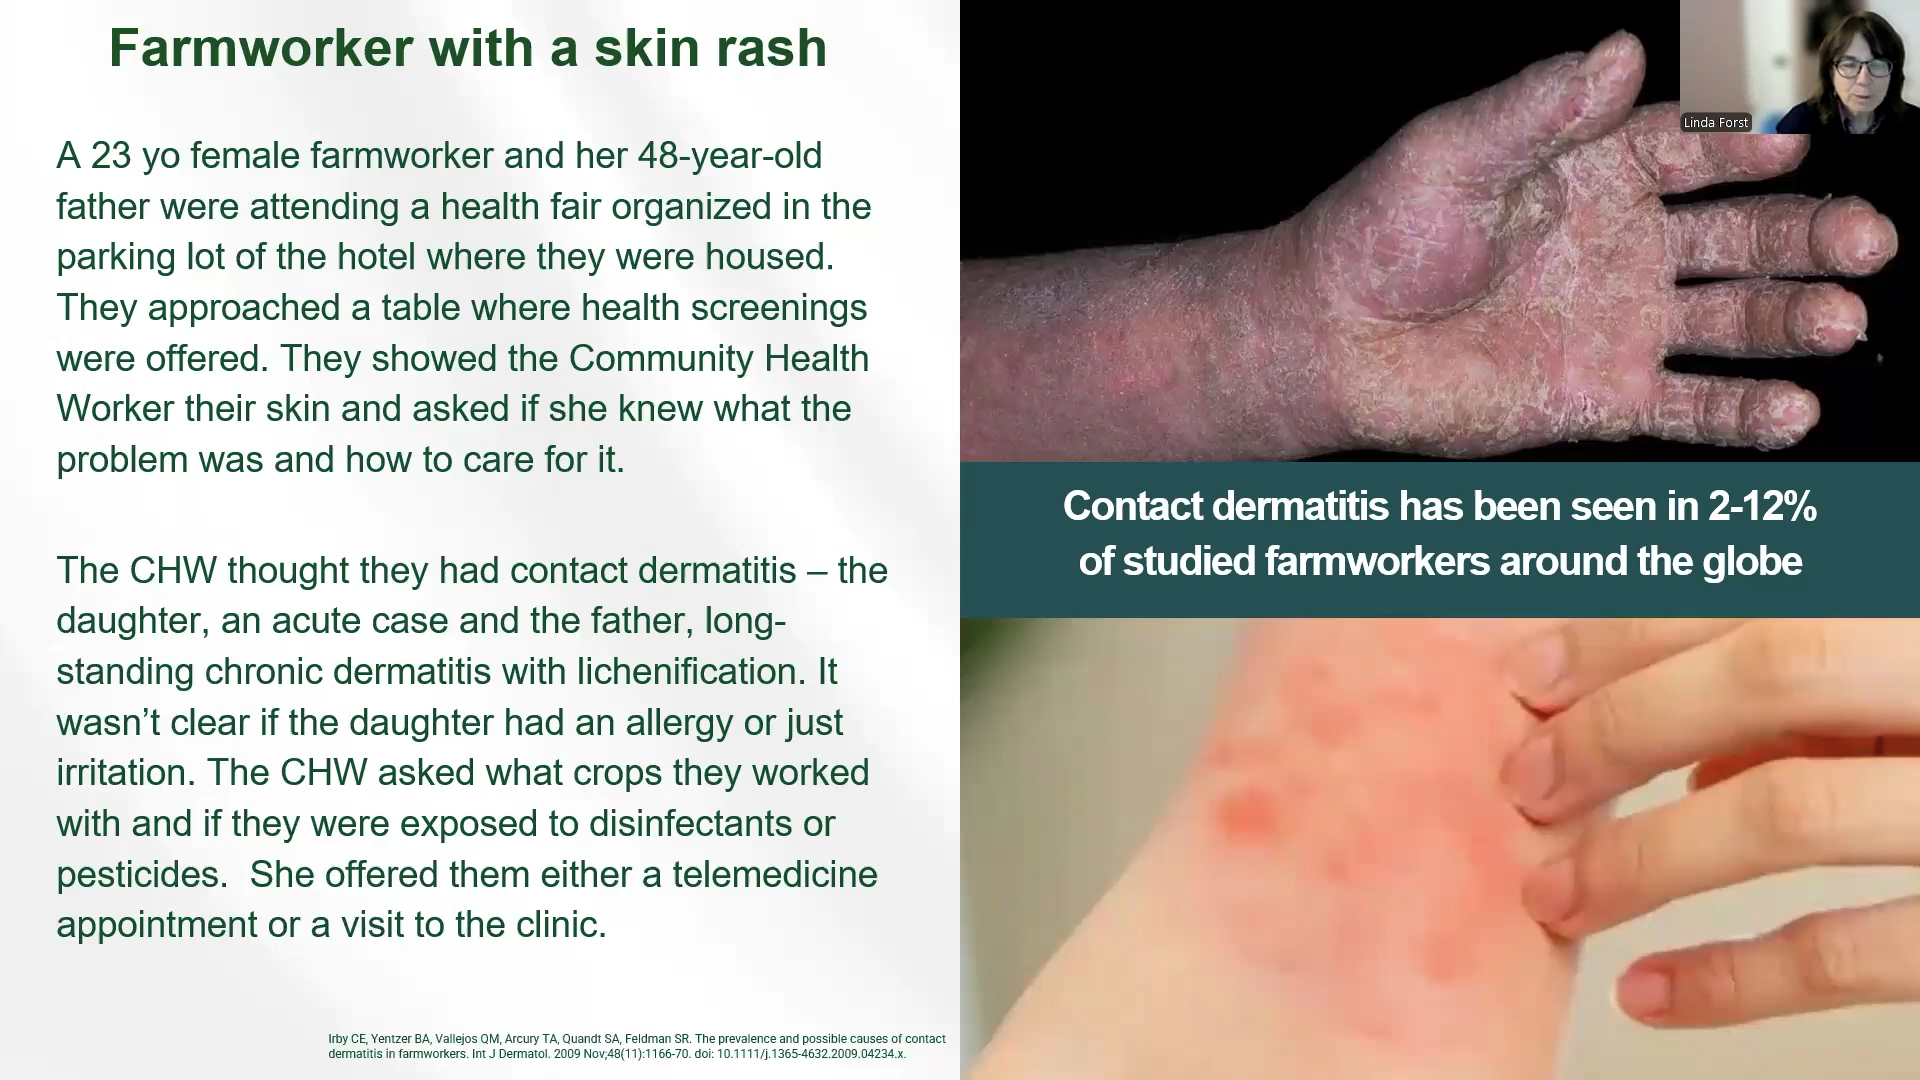 Farmworker with a skin rash
A 23 yo female farmworker and her 48-year-old
father were attending a health fair organized in the
parking lot of the hotel where they were housed.
They approached a table where health screenings
were offered. They showed the Community Health
Worker their skin and asked if she knew what the
problem was and how to care for it.
The CHW thought they had contact dermatitis – the
daughter, an acute case and the father, long-
standing chronic dermatitis with lichenification. It
wasn’t clear if the daughter had an allergy or just
irritation. The CHW asked what crops they worked
with and if they were exposed to disinfectants or
pesticides.  She offered them either a telemedicine
appointment or a visit to the clinic.
Irby CE, Yentzer BA, Vallejos QM, Arcury TA, Quandt SA, Feldman SR. The prevalence and possible causes of contact
dermatitis in farmworkers. Int J Dermatol. 2009 Nov;48(11):1166-70. doi: 10.1111/j.1365-4632.2009.04234.x.
Linda Forst
Contact dermatitis has been seen in 2-12%
of studied farmworkers around the globe